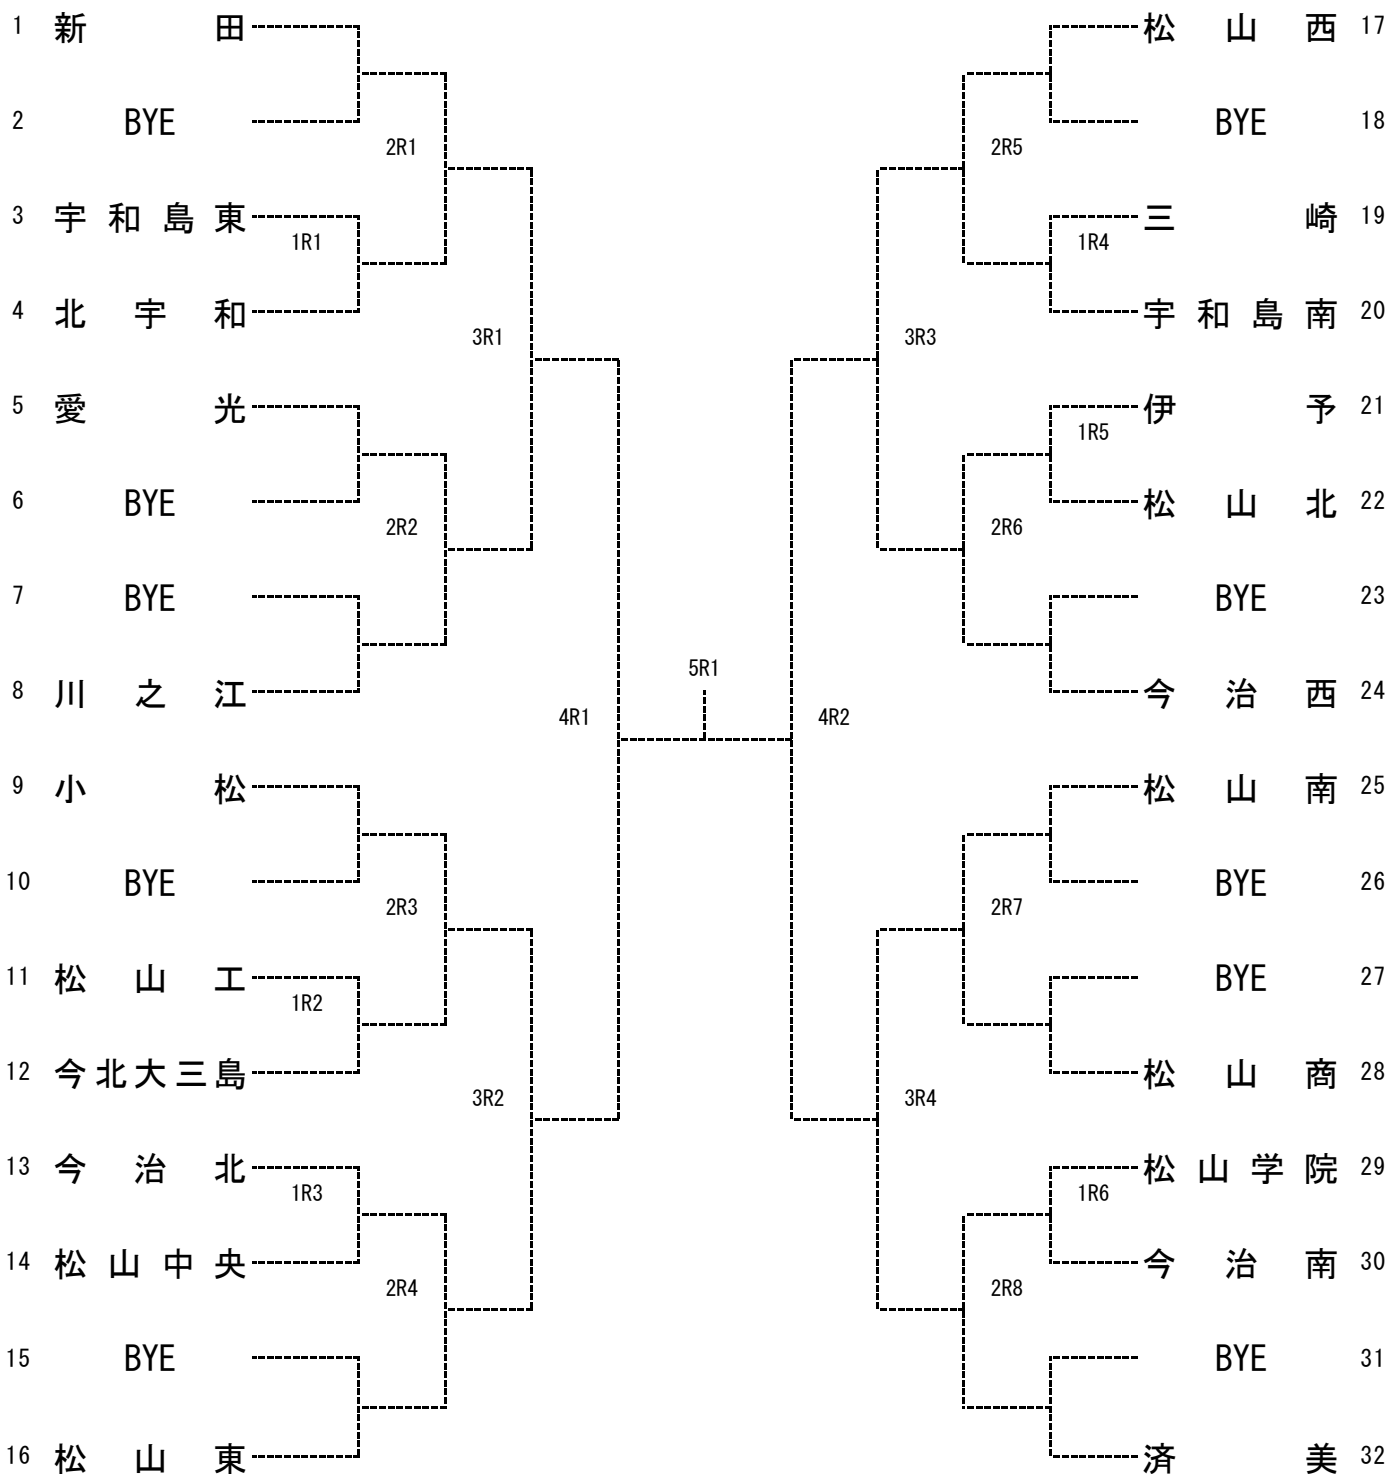 1 新田
2 BYE
2R1
3 宇和島東
1R1
4 北宇和
3R1
5 愛光
6 BYE
2R2
7 BYE
8 川之江
4R1
9 小松
10 BYE
2R3
11 松山工
1R2
12 今北大三島
3R2
13 今治北
1R3
14 松山中央
2R4
15 BYE
16 松山東
5R1
松山西 17
BYE 18
2R5
三崎 19
1R4
宇和島南 20
3R3
伊予 21
1R5
松山北 22
2R6
BYE 23
今治西 24
4R2
松山南 25
BYE 26
2R7
BYE 27
松山商 28
3R4
松山学院 29
1R6
今治南 30
2R8
BYE 31
済美 32